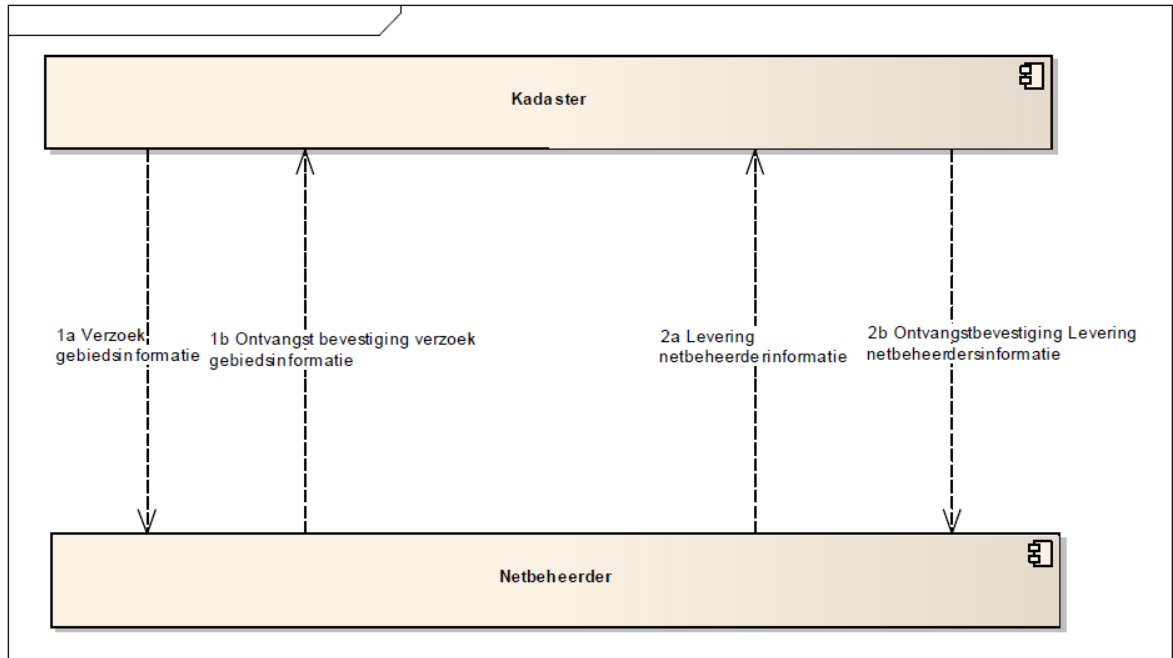 Kadaster
1a Verzoek
gebiedsinformatie
1b Ontvangst bevestiging verzoek
gebiedsinformatie
2a Levering
netbeheerderinformatie
2b Ontvangstbevestiging Levering
netbeheerdersinformatie
Netbeheerder